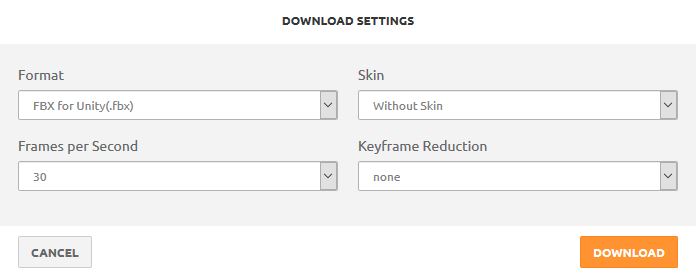 DOWNLOAD SETTINGS
Format Skin
FBX for Unity(.fbx) Without Skin
Frames per Second Keyframe Reduction
30 none
CANCEL DOWNLOAD